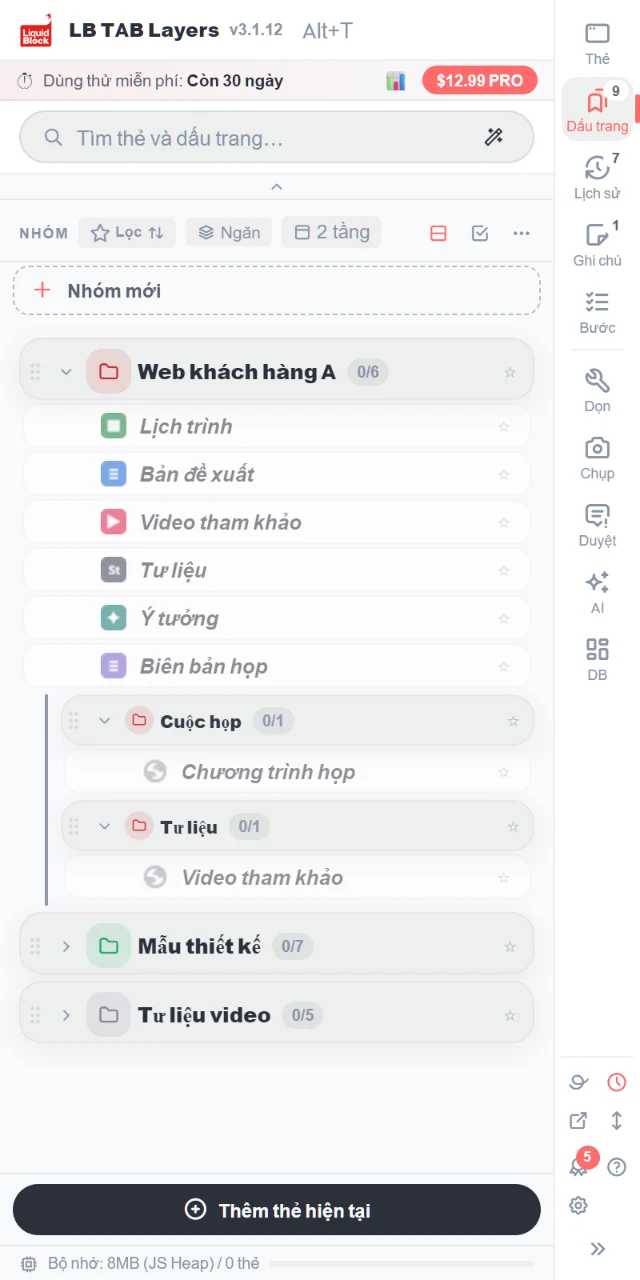 Liquid Block LB TAB Layers v3.1.12 Alt+T
Dùng thử miễn phí: Còn 30 ngày $12.99 PRO
Tìm thẻ và dấu trang…
NHÓM Lọc Ngăn 2 tầng
Nhóm mới
Web khách hàng A 0/6
Lịch trình
Bản đề xuất
Video tham khảo
St Tư liệu
Ý tưởng
Biên bản họp
Cuộc họp 0/1
Chương trình họp
Tư liệu 0/1
Video tham khảo
Mẫu thiết kế 0/7
Tư liệu video 0/5
Thêm thẻ hiện tại
Bộ nhớ: 8MB (JS Heap) / 0 thẻ
Thẻ
9
Dấu trang
7
Lịch sử
1
Ghi chú
Bước
Dọn
Chụp
Duyệt
AI
DB
5